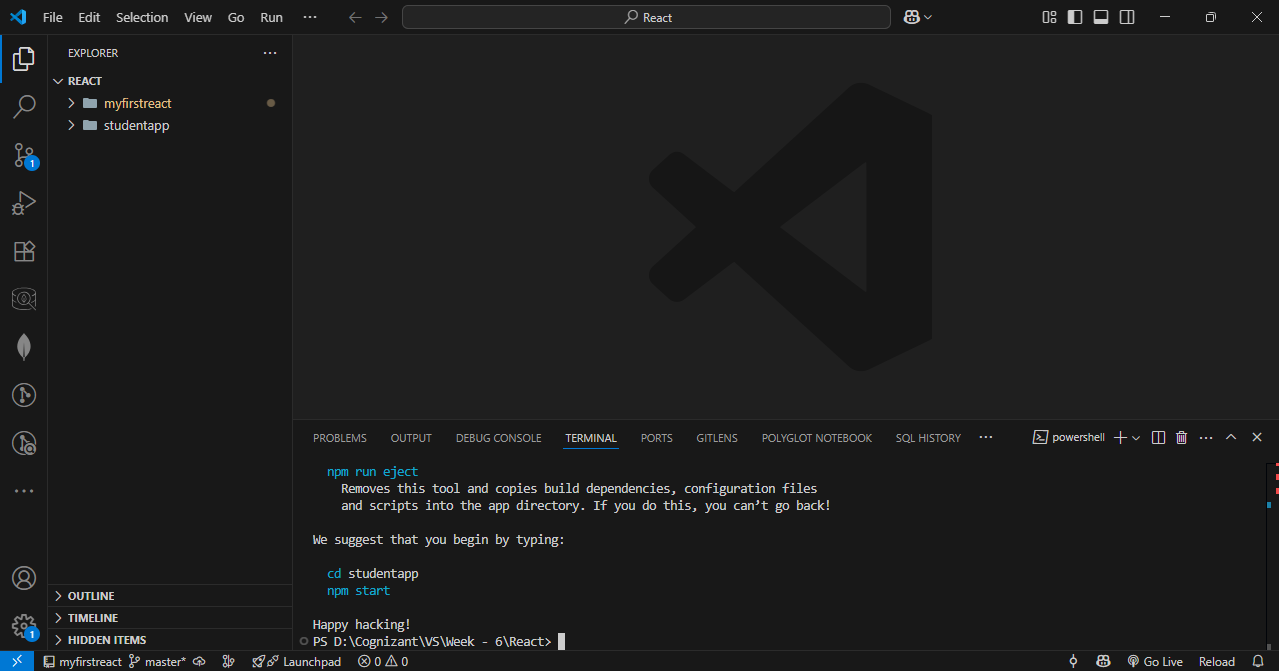 File Edit Selection View Go Run ··· React
EXPLORER ···
REACT
myfirstreact
studentapp
1
PROBLEMS OUTPUT DEBUG CONSOLE TERMINAL PORTS GITLENS POLYGLOT NOTEBOOK SQL HISTORY ··· powershell ···
npm run eject
Removes this tool and copies build dependencies, configuration files
and scripts into the app directory. If you do this, you can’t go back!
We suggest that you begin by typing:
cd studentapp
npm start
Happy hacking!
PS D:\Cognizant\VS\Week - 6\React>
OUTLINE
TIMELINE
HIDDEN ITEMS
1
myfirstreact master* Launchpad 0 0 Go Live Reload